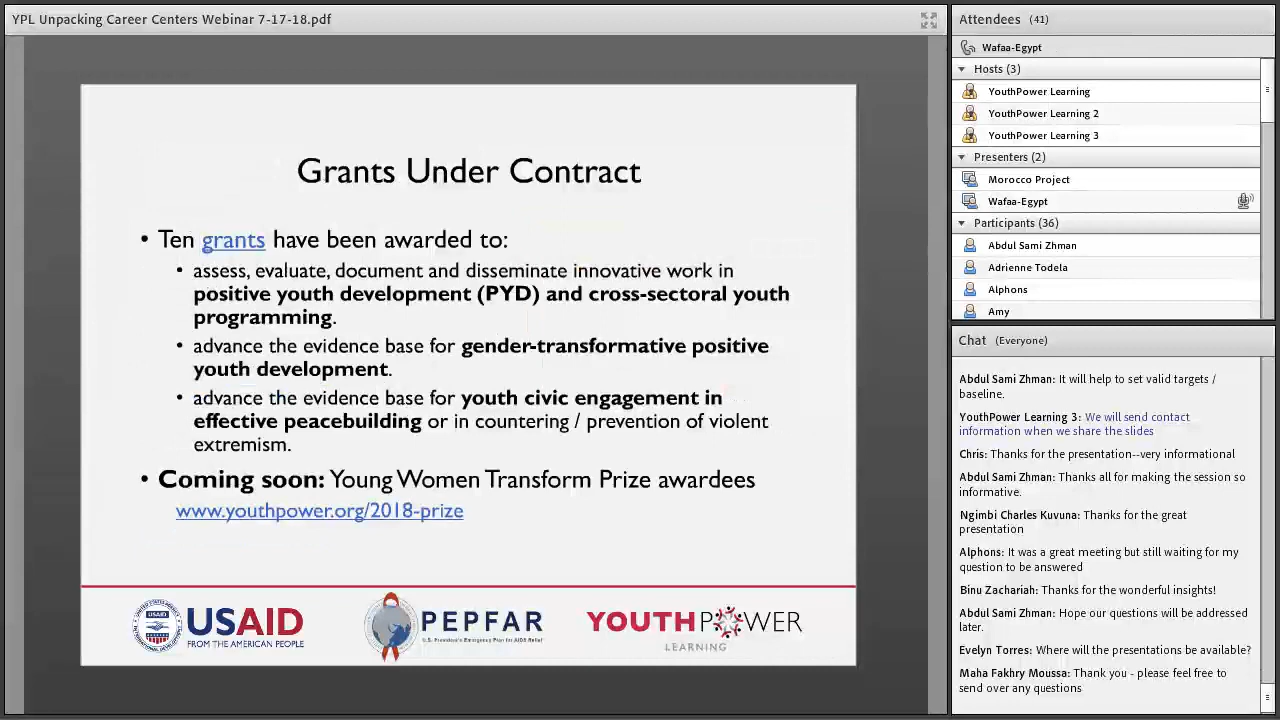 YPL Unpacking Career Centers Webinar 7-17-18.pdf
Grants Under Contract
• Ten grants have been awarded to:
• assess, evaluate, document and disseminate innovative work in
positive youth development (PYD) and cross-sectoral youth
programming.
• advance the evidence base for gender-transformative positive
youth development.
• advance the evidence base for youth civic engagement in
effective peacebuilding or in countering / prevention of violent
extremism.
• Coming soon: Young Women Transform Prize awardees
www.youthpower.org/2018-prize
USAID
USAID
FROM THE AMERICAN PEOPLE
PEPFAR
U.S. President's Emergency Plan for AIDS Relief
YOUTHPOWER
LEARNING
Attendees (41)
Wafaa-Egypt
Hosts (3)
YouthPower Learning
YouthPower Learning 2
YouthPower Learning 3
Presenters (2)
Morocco Project
Wafaa-Egypt
Participants (36)
Abdul Sami Zhman
Adrienne Todela
Alphons
Amy
Chat (Everyone)
Abdul Sami Zhman: It will help to set valid targets /
baseline.
YouthPower Learning 3: We will send contact
information when we share the slides
Chris: Thanks for the presentation--very informational
Abdul Sami Zhman: Thanks all for making the session so
informative.
Ngimbi Charles Kuvuna: Thanks for the great
presentation
Alphons: It was a great meeting but still waiting for my
question to be answered
Binu Zachariah: Thanks for the wonderful insights!
Abdul Sami Zhman: Hope our questions will be addressed
later.
Evelyn Torres: Where will the presentations be available?
Maha Fakhry Moussa: Thank you - please feel free to
send over any questions